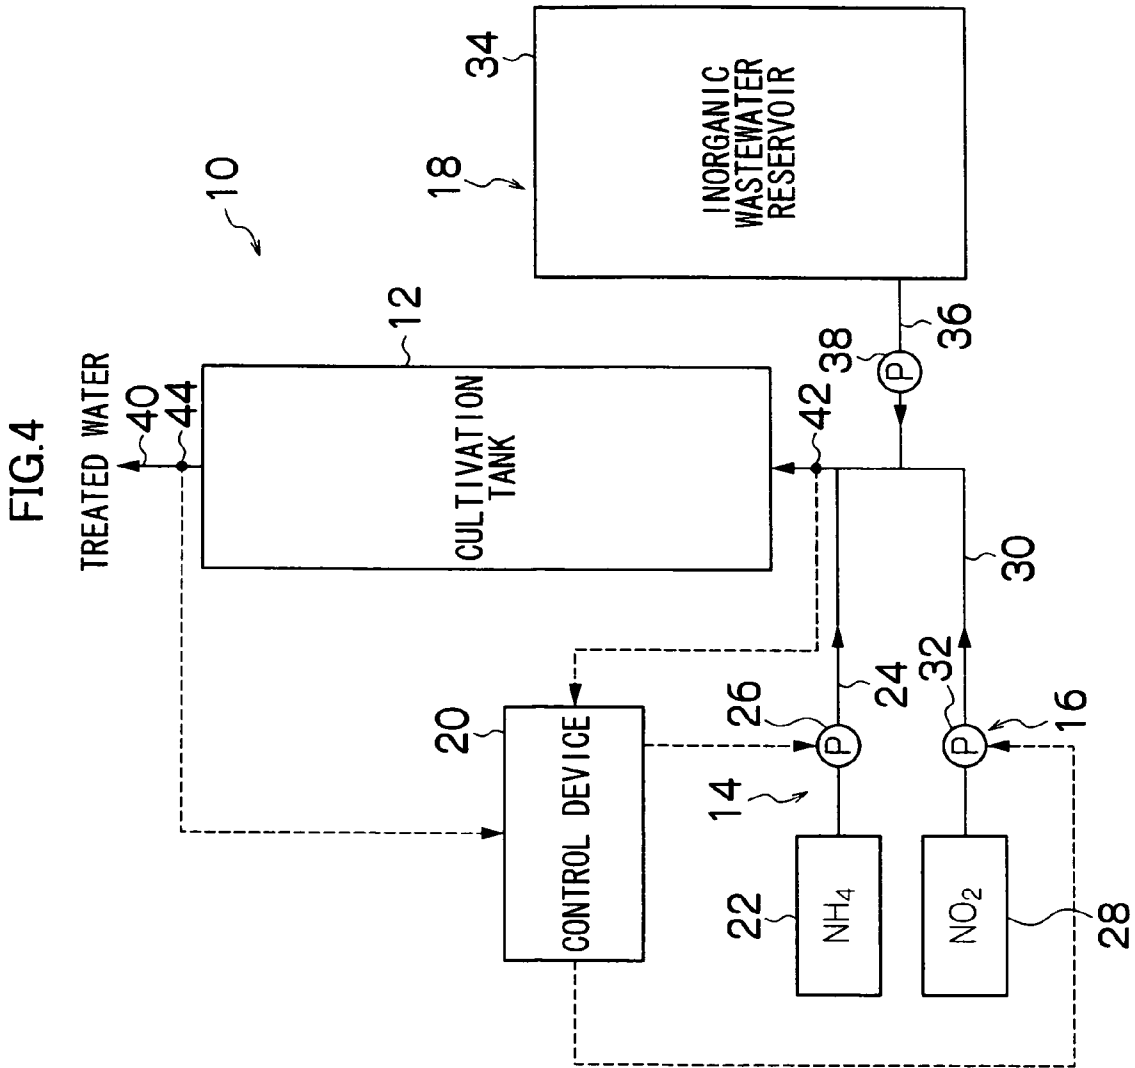 FIG.4
10
TREATED WATER
40
44
12
CULTIVATION
TANK
42
18
34
INORGANIC
WASTEWATER
RESERVOIR
36
38
P
20
CONTROL DEVICE
14
22
NH4
26
P
24
16
28
NO2
32
P
30